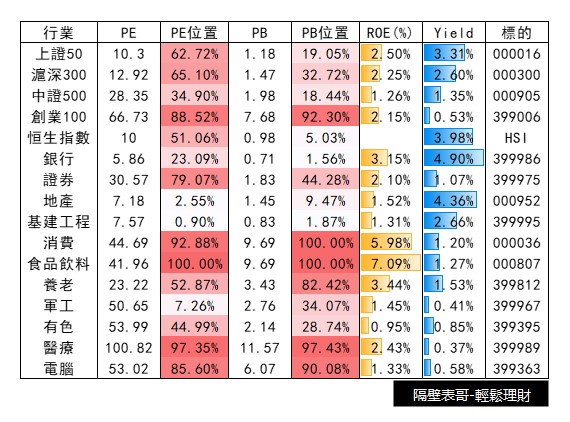 行業 PE PE位置 PB PB位置 ROE(%) Yield 標的
上證50 10.3 62.72% 1.18 19.05% 2.50% 3.31% 000016
滬深300 12.92 65.10% 1.47 32.72% 2.25% 2.60% 000300
中證500 28.35 34.90% 1.98 18.44% 1.26% 1.35% 000905
創業100 66.73 88.52% 7.68 92.30% 2.15% 0.53% 399006
恒生指數 10 51.06% 0.98 5.03% 3.98% HSI
銀行 5.86 23.09% 0.71 1.56% 3.15% 4.90% 399986
證劵 30.57 79.07% 1.83 44.28% 2.10% 1.07% 399975
地產 7.18 2.55% 1.45 9.47% 1.52% 4.36% 000952
基建工程 7.57 0.90% 0.83 1.87% 1.31% 2.66% 399995
消費 44.69 92.88% 9.69 100.00% 5.98% 1.20% 000036
食品飲料 41.96 100.00% 9.69 100.00% 7.09% 1.27% 000807
養老 23.22 52.87% 3.43 82.42% 3.44% 1.53% 399812
軍工 50.65 7.26% 2.76 34.07% 1.45% 0.41% 399967
有色 53.99 44.99% 2.14 28.74% 0.95% 0.85% 399395
醫療 100.82 97.35% 11.57 97.43% 2.43% 0.37% 399989
電腦 53.02 85.60% 6.07 90.08% 1.33% 0.58% 399363
隔壁表哥-輕鬆理財